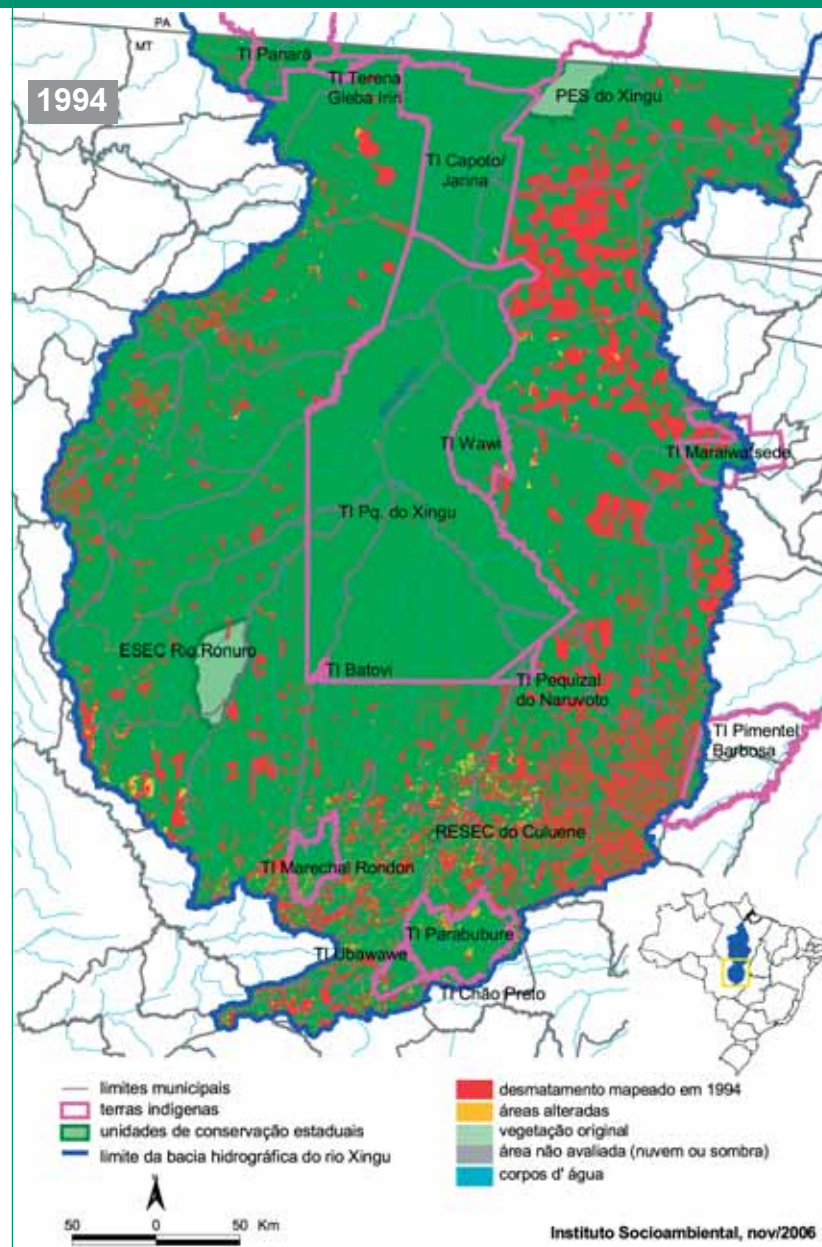 PA
MT
1994
TI Panará
TI Terena
Gleba Iriri
PES do Xingu
TI Capoto/
Jarina
TI Wawi
TI Maraiwatsede
TI Pq. do Xingu
ESEC Rio Ronuro
TI Batovi
TI Pequizal
do Naruvoto
TI Pimentel
Barbosa
RESEC do Culuene
TI Marechal Rondon
TI Parabubure
TI Ubawawe
TI Chão Preto
limites municipais
terras indígenas
unidades de conservação estaduais
limite da bacia hidrográfica do rio Xingu
desmatamento mapeado em 1994
áreas alteradas
vegetação original
área não avaliada (nuvem ou sombra)
corpos d' água
N
50 0 50 Km
Instituto Socioambiental, nov/2006